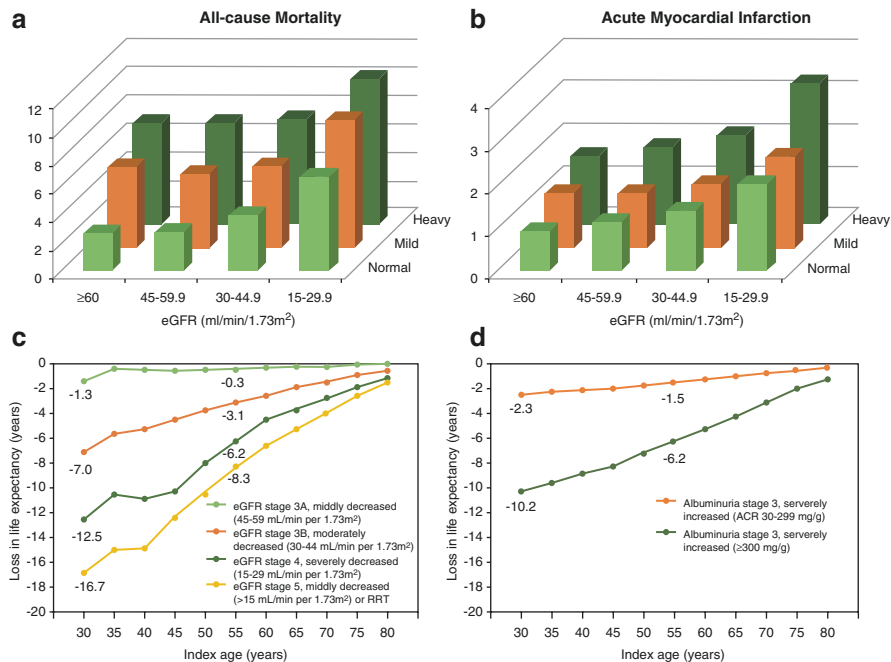 a
All-cause Mortality
12
10
8
6
4
2
0
Heavy
Mild
Normal
≥60
45-59.9
30-44.9
15-29.9
eGFR (ml/min/1.73m²)
b
Acute Myocardial Infarction
4
3
2
1
0
Heavy
Mild
Normal
≥60
45-59.9
30-44.9
15-29.9
eGFR (ml/min/1.73m²)
c
Loss in life expectancy (years)
0
-2
-4
-6
-8
-10
-12
-14
-16
-18
-20
-1.3
-0.3
-3.1
-7.0
-6.2
-8.3
-12.5
-16.7
eGFR stage 3A, middly decreased
(45-59 mL/min per 1.73m²)
eGFR stage 3B, moderately
decreased (30-44 mL/min per 1.73m²)
eGFR stage 4, severely decreased
(15-29 mL/min per 1.73m²)
eGFR stage 5, middly decreased
(>15 mL/min per 1.73m²) or RRT
30 35 40 45 50 55 60 65 70 75 80
Index age (years)
d
Loss in life expectancy (years)
0
-2
-4
-6
-8
-10
-12
-14
-16
-18
-20
-2.3
-1.5
-6.2
-10.2
Albuminuria stage 3, serverely
increased (ACR 30-299 mg/g)
Albuminuria stage 3, serverely
increased (≥300 mg/g)
30 35 40 45 50 55 60 65 70 75 80
Index age (years)